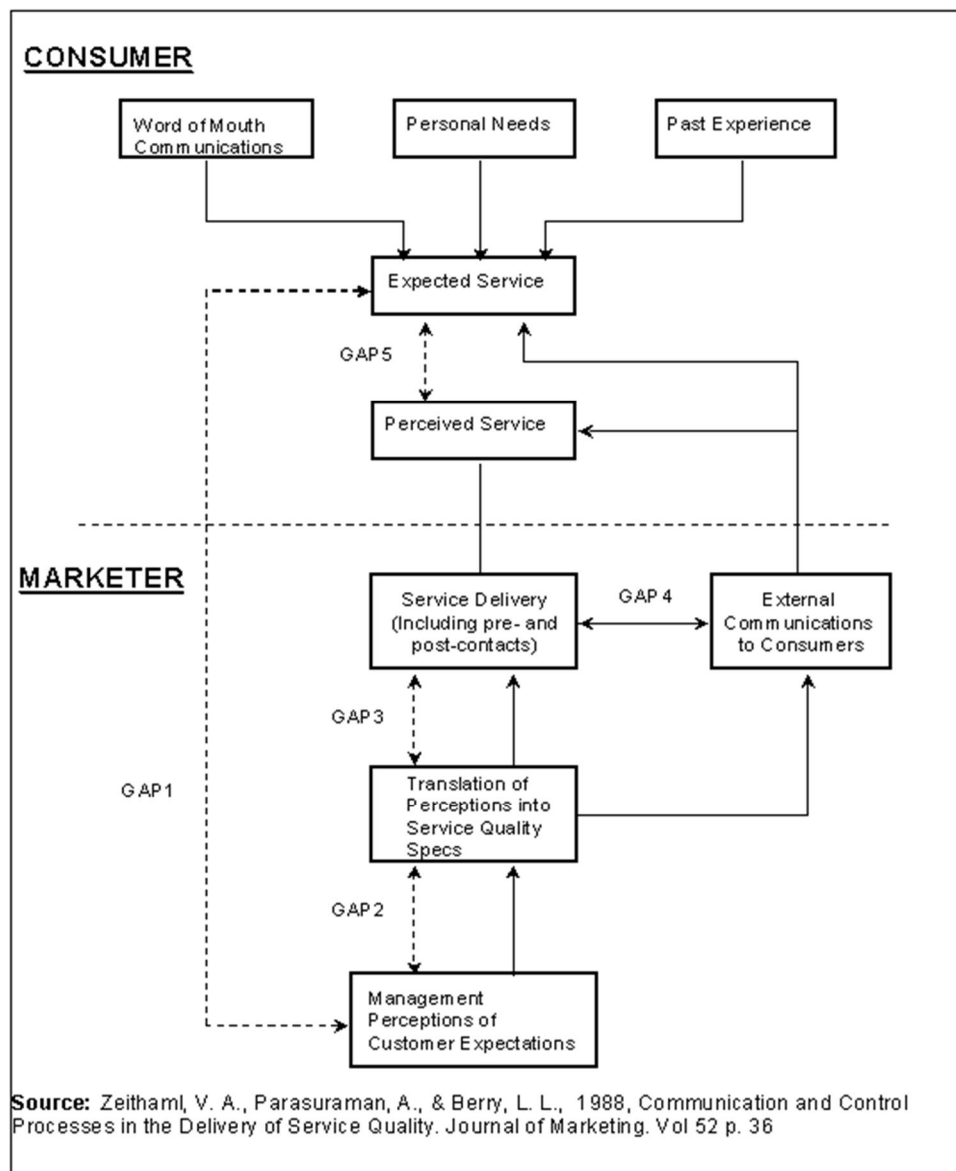 CONSUMER
Word of Mouth
Communications
Personal Needs
Past Experience
Expected Service
GAP5
Perceived Service
MARKETER
Service Delivery
(Including pre- and
post-contacts)
GAP 4
External
Communications
to Consumers
GAP3
Translation of
Perceptions into
Service Quality
Specs
GAP1
GAP2
Management
Perceptions of
Customer Expectations
Source: Zeithaml, V. A., Parasuraman, A., & Berry, L. L., 1988, Communication and Control
Processes in the Delivery of Service Quality. Journal of Marketing. Vol 52 p. 36